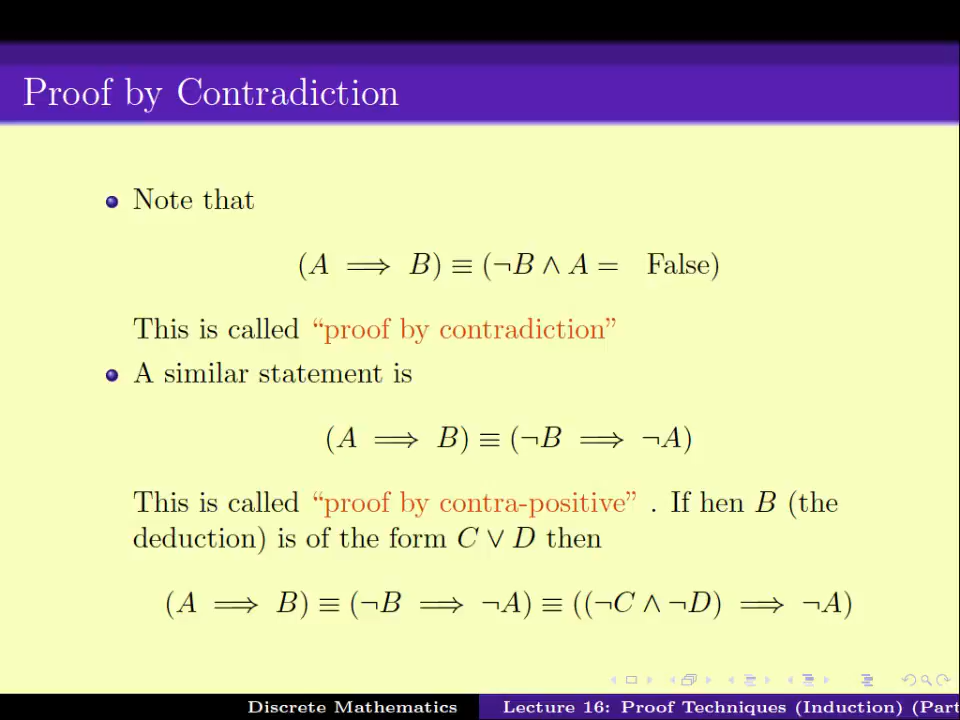 Proof by Contradiction
Note that
(A ⟹ B) ≡ (¬B ∧ A = False)
This is called “proof by contradiction”
A similar statement is
(A ⟹ B) ≡ (¬B ⟹ ¬A)
This is called “proof by contra-positive” . If hen B (the
deduction) is of the form C ∨ D then
(A ⟹ B) ≡ (¬B ⟹ ¬A) ≡ ((¬C ∧ ¬D) ⟹ ¬A)
Discrete Mathematics Lecture 16: Proof Techniques (Induction) (Part